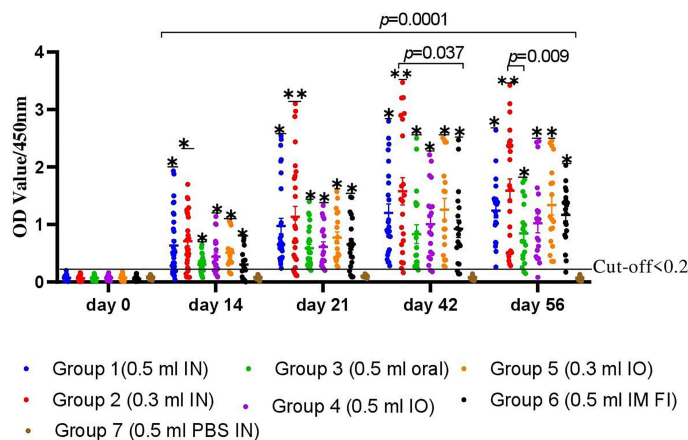 p=0.0001
p=0.037
p=0.009
** **
** 
* * * * * *
OD Value/450nm
4
3
2
1
0
Cut-off<0.2
day 0 day 14 day 21 day 42 day 56
Group 1(0.5 ml IN) Group 3 (0.5 ml oral) Group 5 (0.3 ml IO)
Group 2 (0.3 ml IN) Group 4 (0.5 ml IO) Group 6 (0.5 ml IM FI)
Group 7 (0.5 ml PBS IN)